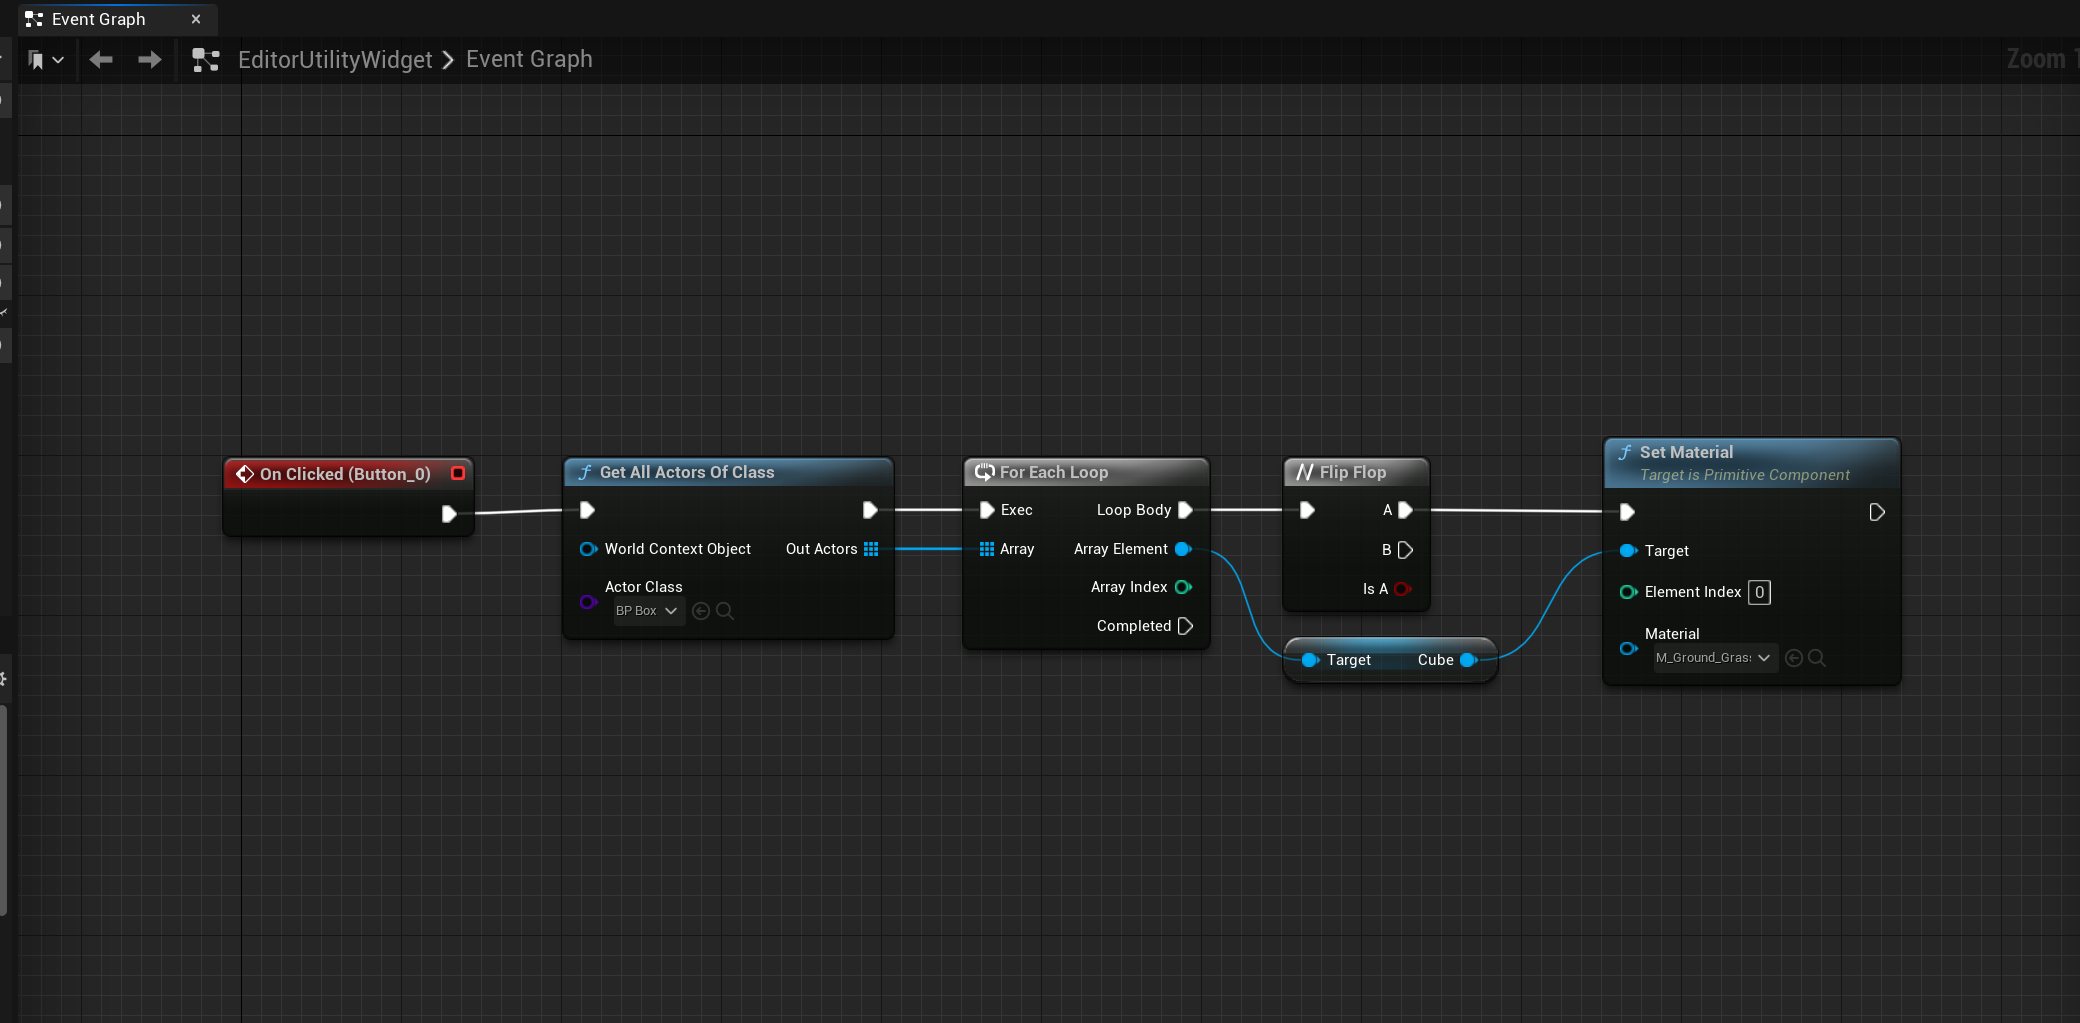 Event Graph
EditorUtilityWidget > Event Graph
Zoom
On Clicked (Button_0)
Get All Actors Of Class
World Context Object
Out Actors
Actor Class
BP Box
For Each Loop
Exec
Loop Body
Array
Array Element
Array Index
Completed
Flip Flop
A
B
Is A
Target
Cube
Set Material
Target is Primitive Component
Target
Element Index 0
Material
M_Ground_Gras